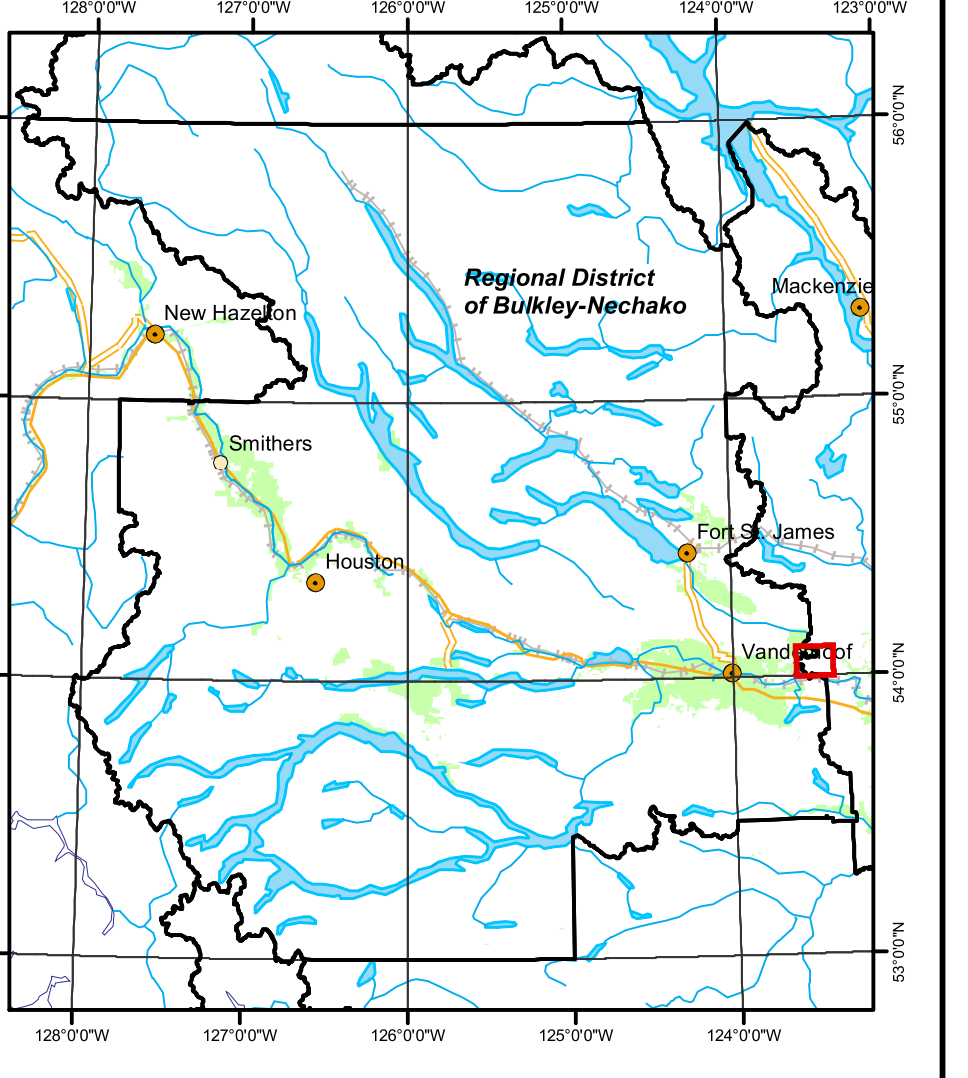 128°0'0"W 127°0'0"W 126°0'0"W 125°0'0"W 124°0'0"W 123°0'0"W
56°0'0"N
Regional District
of Bulkley-Nechako
Mackenzie
New Hazelton
55°0'0"N
Smithers
Fort St. James
Houston
Vanderhoof
54°0'0"N
53°0'0"N
128°0'0"W 127°0'0"W 126°0'0"W 125°0'0"W 124°0'0"W